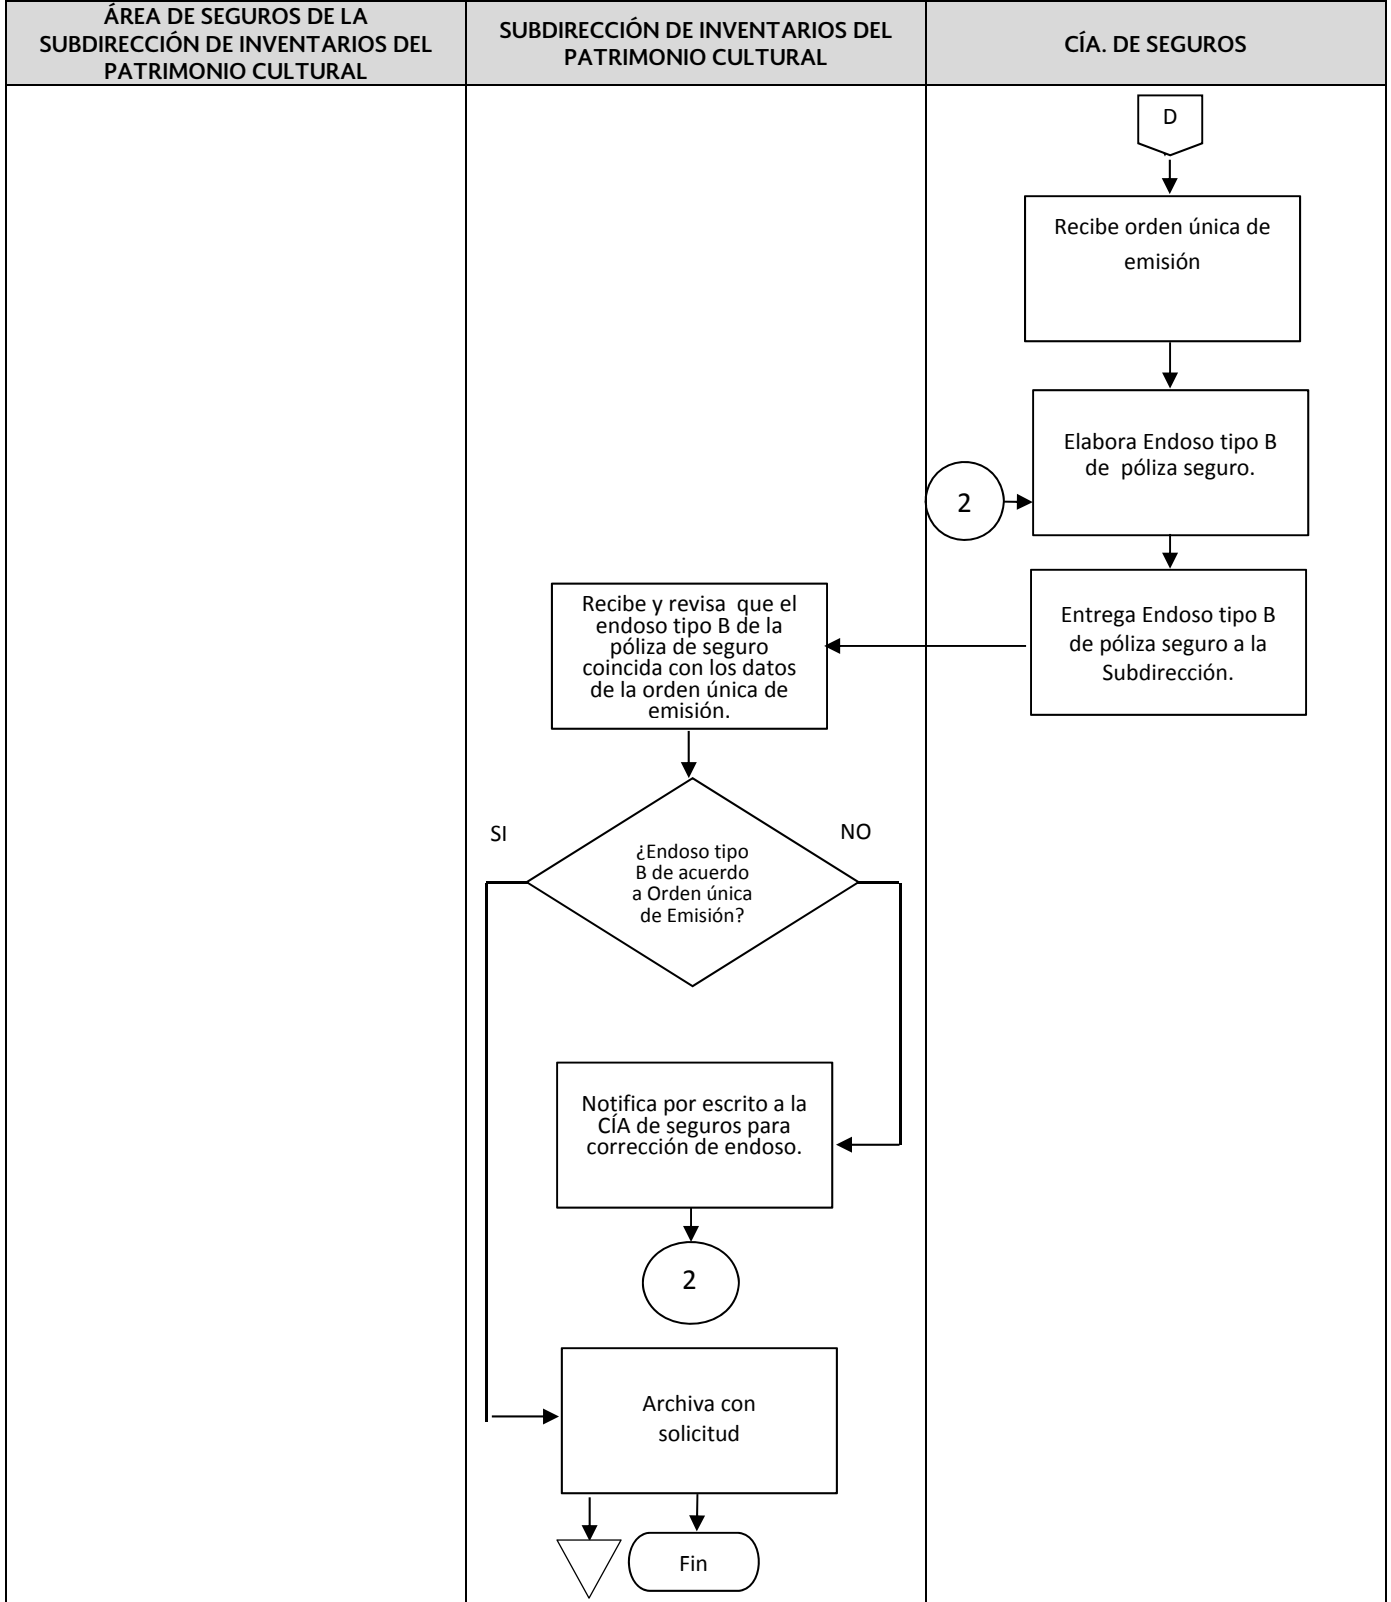 ÁREA DE SEGUROS DE LA
SUBDIRECCIÓN DE INVENTARIOS DEL
PATRIMONIO CULTURAL
SUBDIRECCIÓN DE INVENTARIOS DEL
PATRIMONIO CULTURAL
CÍA. DE SEGUROS
D
Recibe orden única de
emisión
Elabora Endoso tipo B
de póliza seguro.
2
Entrega Endoso tipo B
de póliza seguro a la
Subdirección.
Recibe y revisa que el
endoso tipo B de la
póliza de seguro
coincida con los datos
de la orden única de
emisión.
SI
NO
¿Endoso tipo
B de acuerdo
a Orden única
de Emisión?
Notifica por escrito a la
CÍA de seguros para
corrección de endoso.
2
Archiva con
solicitud
Fin